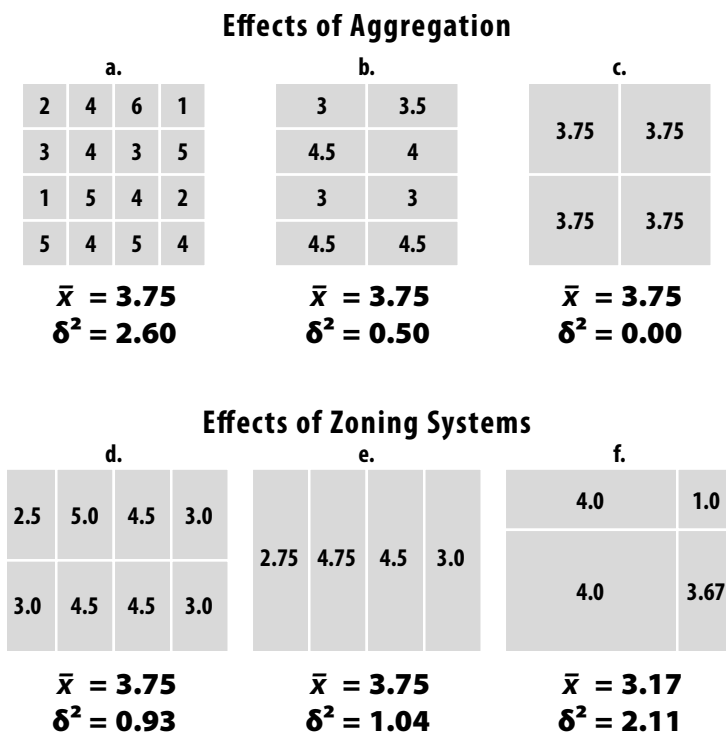 Effects of Aggregation
a. b. c.
2 4 6 1
3 4 3 5
1 5 4 2
5 4 5 4
3 3.5
4.5 4
3 3
4.5 4.5
3.75 3.75
3.75 3.75
x̄ = 3.75 x̄ = 3.75 x̄ = 3.75
δ² = 2.60 δ² = 0.50 δ² = 0.00
Effects of Zoning Systems
d. e. f.
2.5 5.0 4.5 3.0
3.0 4.5 4.5 3.0
2.75 4.75 4.5 3.0
4.0 1.0
4.0 3.67
x̄ = 3.75 x̄ = 3.75 x̄ = 3.17
δ² = 0.93 δ² = 1.04 δ² = 2.11